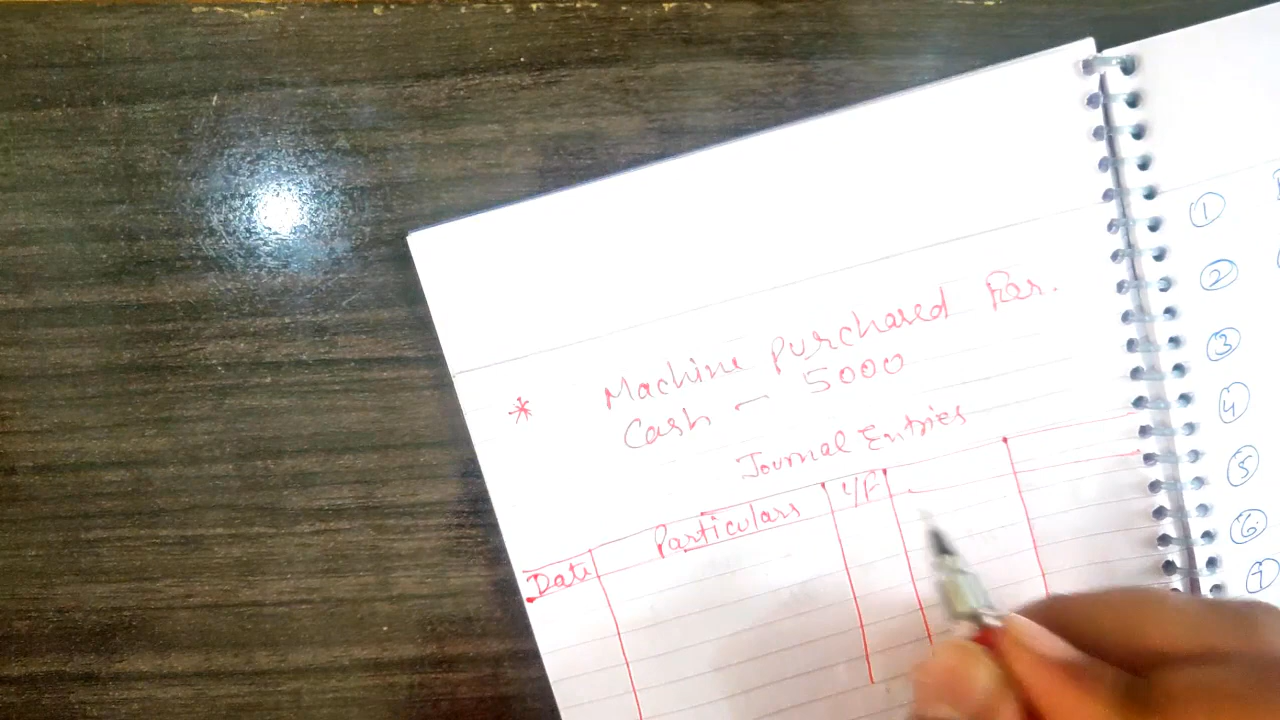 * Machine Purchased For.
Cash — 5000
Journal Entries
Date Particulars L/F
1
2
3
4
5
6
7